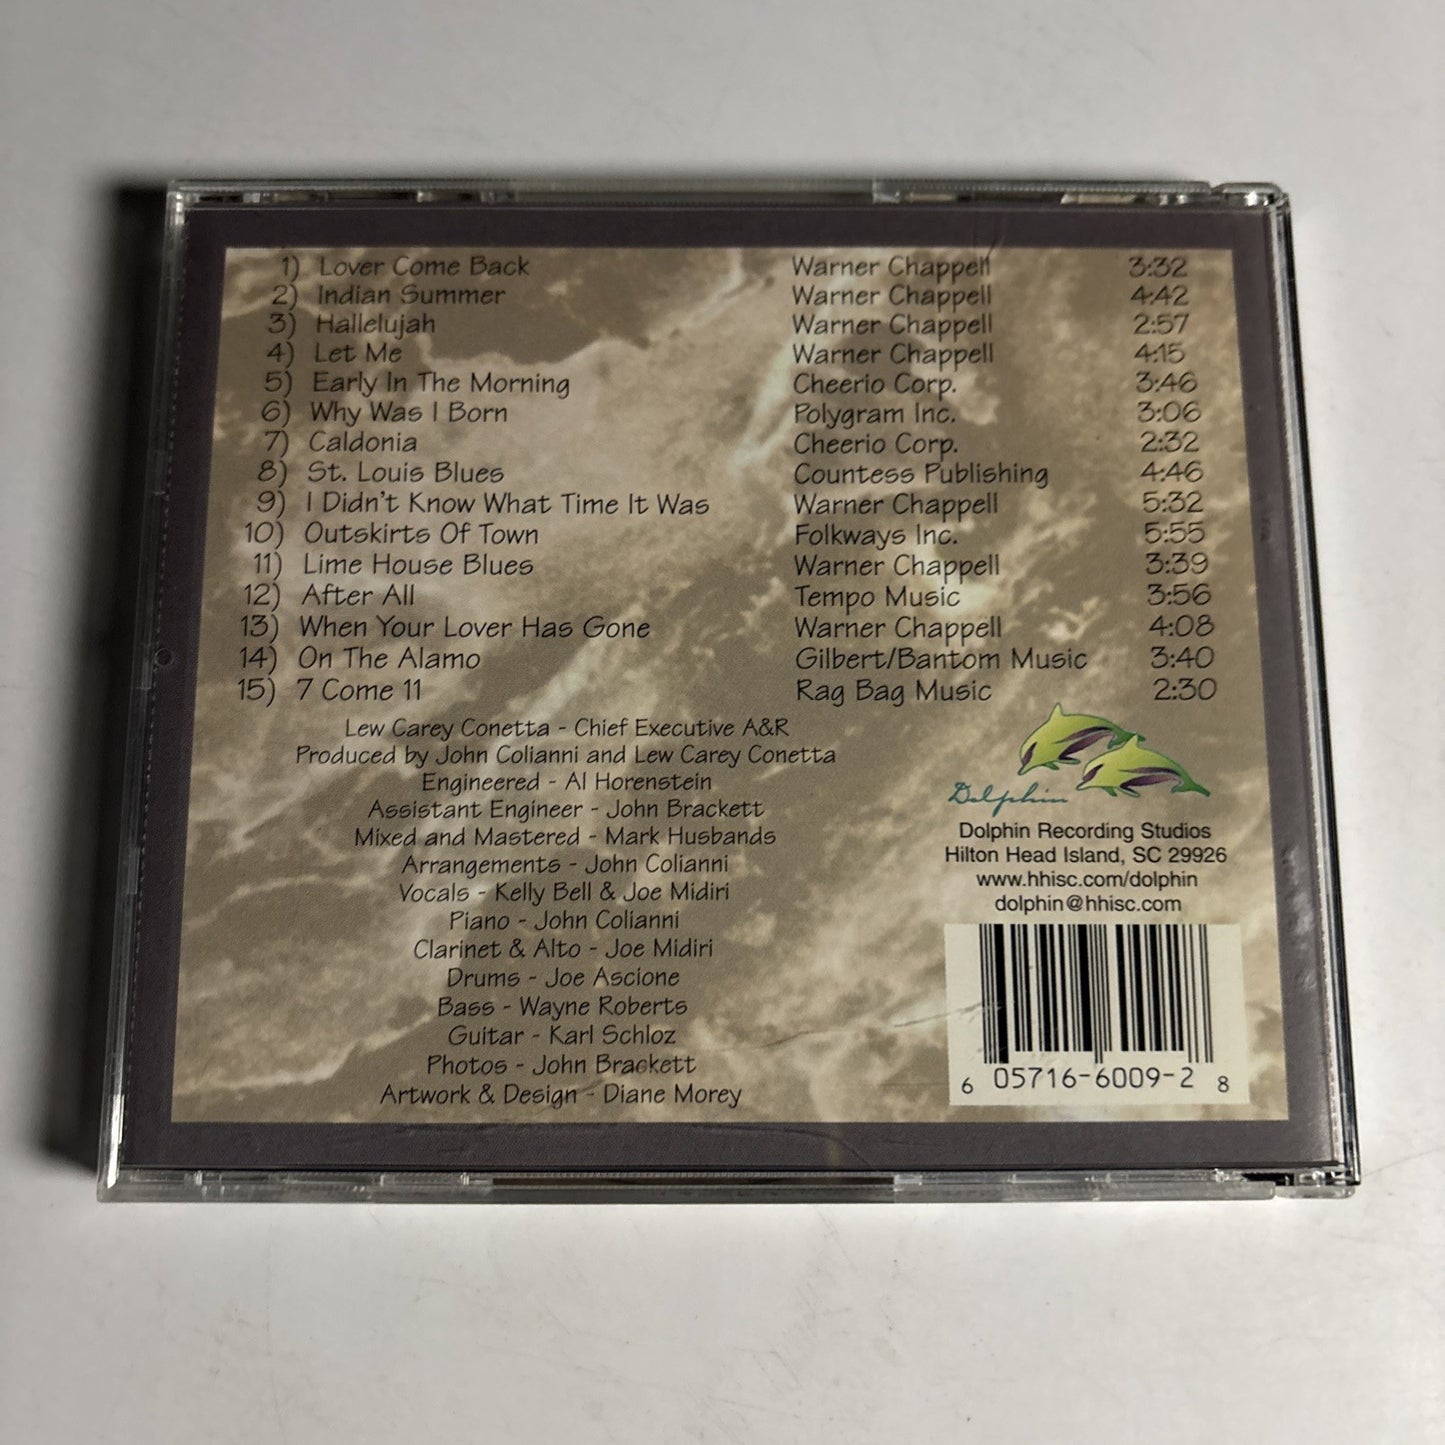 1) Lover Come Back Warner Chappell 3:32
2) Indian Summer Warner Chappell 4:42
3) Hallelujah Warner Chappell 2:57
4) Let Me Warner Chappell 4:15
5) Early In The Morning Cheerio Corp. 3:46
6) Why Was I Born Polygram Inc. 3:06
7) Caldonia Cheerio Corp. 2:32
8) St. Louis Blues Countess Publishing 4:46
9) I Didn't Know What Time It Was Warner Chappell 5:32
10) Outskirts Of Town Folkways Inc. 5:55
11) Lime House Blues Warner Chappell 3:39
12) After All Tempo Music 3:56
13) When Your Lover Has Gone Warner Chappell 4:08
14) On The Alamo Gilbert/Bantom Music 3:40
15) 7 Come 11 Rag Bag Music 2:30
Lew Carey Conetta - Chief Executive A&R
Produced by John Colianni and Lew Carey Conetta
Engineered - Al Horenstein
Assistant Engineer - John Brackett
Mixed and Mastered - Mark Husbands
Arrangements - John Colianni
Vocals - Kelly Bell & Joe Midiri
Piano - John Colianni
Clarinet & Alto - Joe Midiri
Drums - Joe Ascione
Bass - Wayne Roberts
Guitar - Karl Schloz
Photos - John Brackett
Artwork & Design - Diane Morey
Dolphin
Dolphin Recording Studios
Hilton Head Island, SC 29926
www.hhisc.com/dolphin
dolphin@hhisc.com
6 05716-6009-2 8